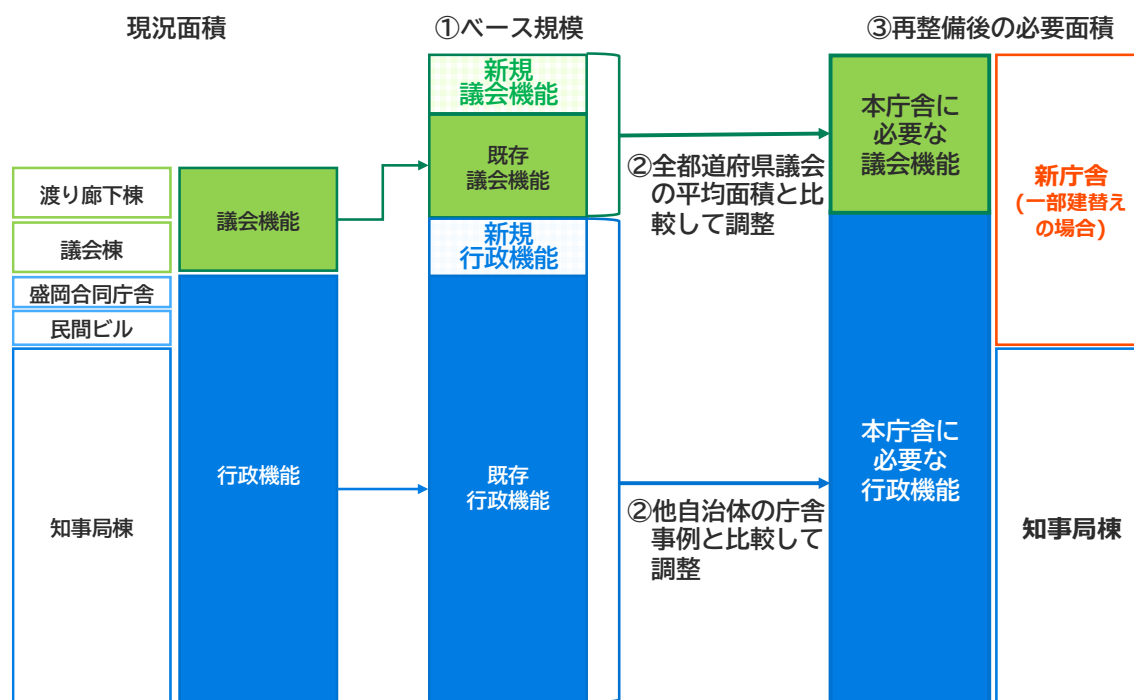 現況面積
①ベース規模
③再整備後の必要面積
渡り廊下棟
議会棟
盛岡合同庁舎
民間ビル
知事局棟
議会機能
行政機能
新規
議会機能
既存
議会機能
新規
行政機能
既存
行政機能
②全都道府県議会
の平均面積と比
較して調整
②他自治体の庁舎
事例と比較して
調整
本庁舎に
必要な
議会機能
本庁舎に
必要な
行政機能
新庁舎
(一部建替え
の場合)
知事局棟